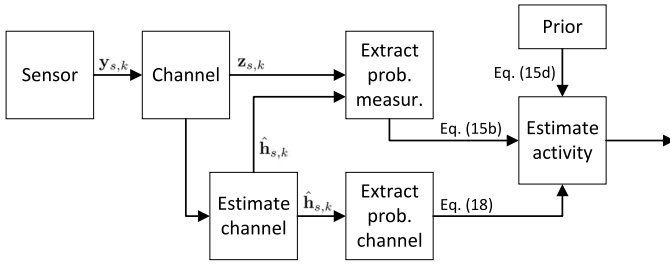 Sensor
y_{s,k}
Channel
z_{s,k}
Extract
prob.
measur.
Prior
Eq. (15d)
Eq. (15b)
Estimate
activity
ĥ_{s,k}
Estimate
channel
ĥ_{s,k}
Extract
prob.
channel
Eq. (18)